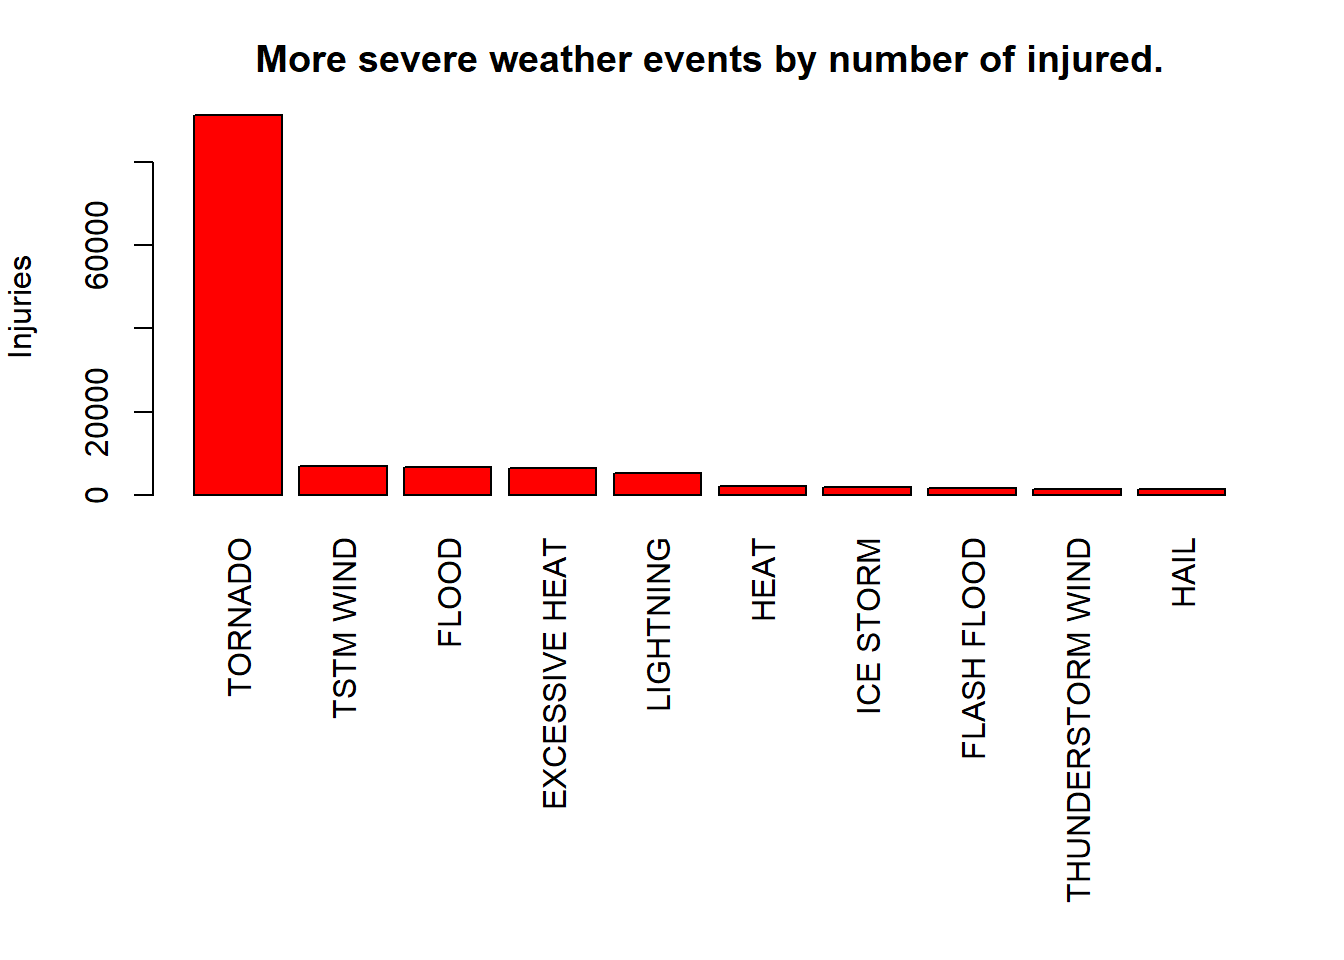 More severe weather events by number of injured.
Injuries
60000
20000
0
TORNADO
TSTM WIND
FLOOD
EXCESSIVE HEAT
LIGHTNING
HEAT
ICE STORM
FLASH FLOOD
THUNDERSTORM WIND
HAIL